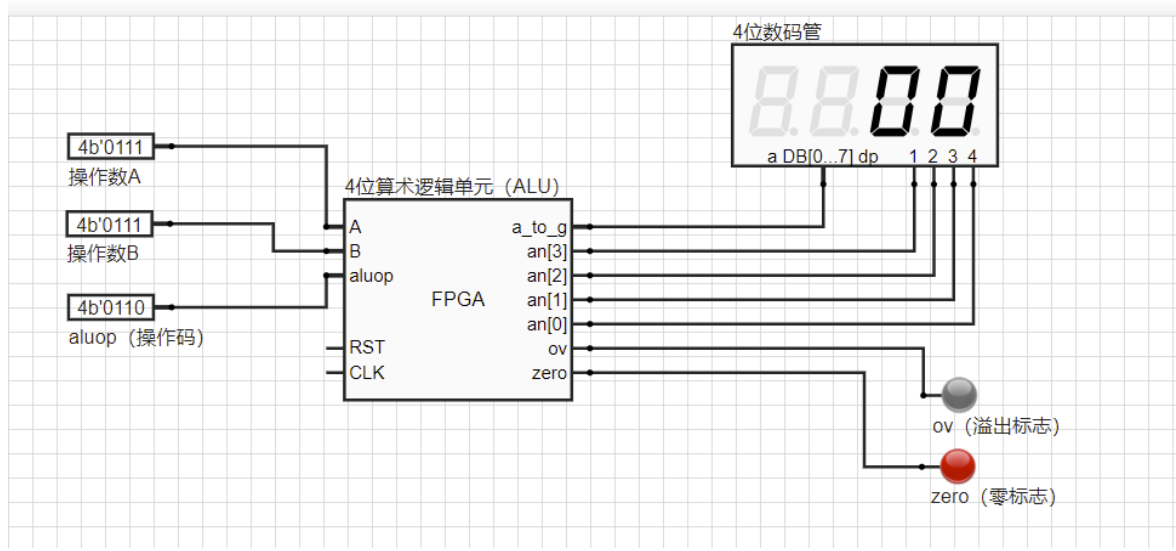 4位数码管
00
a DB[0...7] dp 1 2 3 4
4b'0111
操作数A
4b'0111
操作数B
4b'0110
aluop（操作码）
4位算术逻辑单元（ALU）
A
B
aluop
RST
CLK
FPGA
a_to_g
an[3]
an[2]
an[1]
an[0]
ov
zero
ov（溢出标志）
zero（零标志）